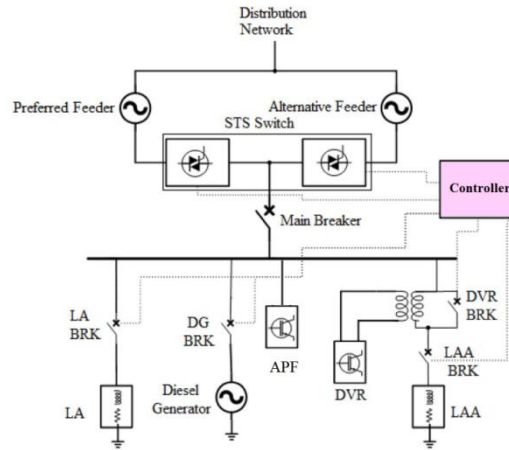 Distribution
Network
Preferred Feeder
Alternative Feeder
STS Switch
Controller
Main Breaker
LA
BRK
DG
BRK
APF
DVR
BRK
LAA
BRK
Diesel
Generator
LA
DVR
LAA